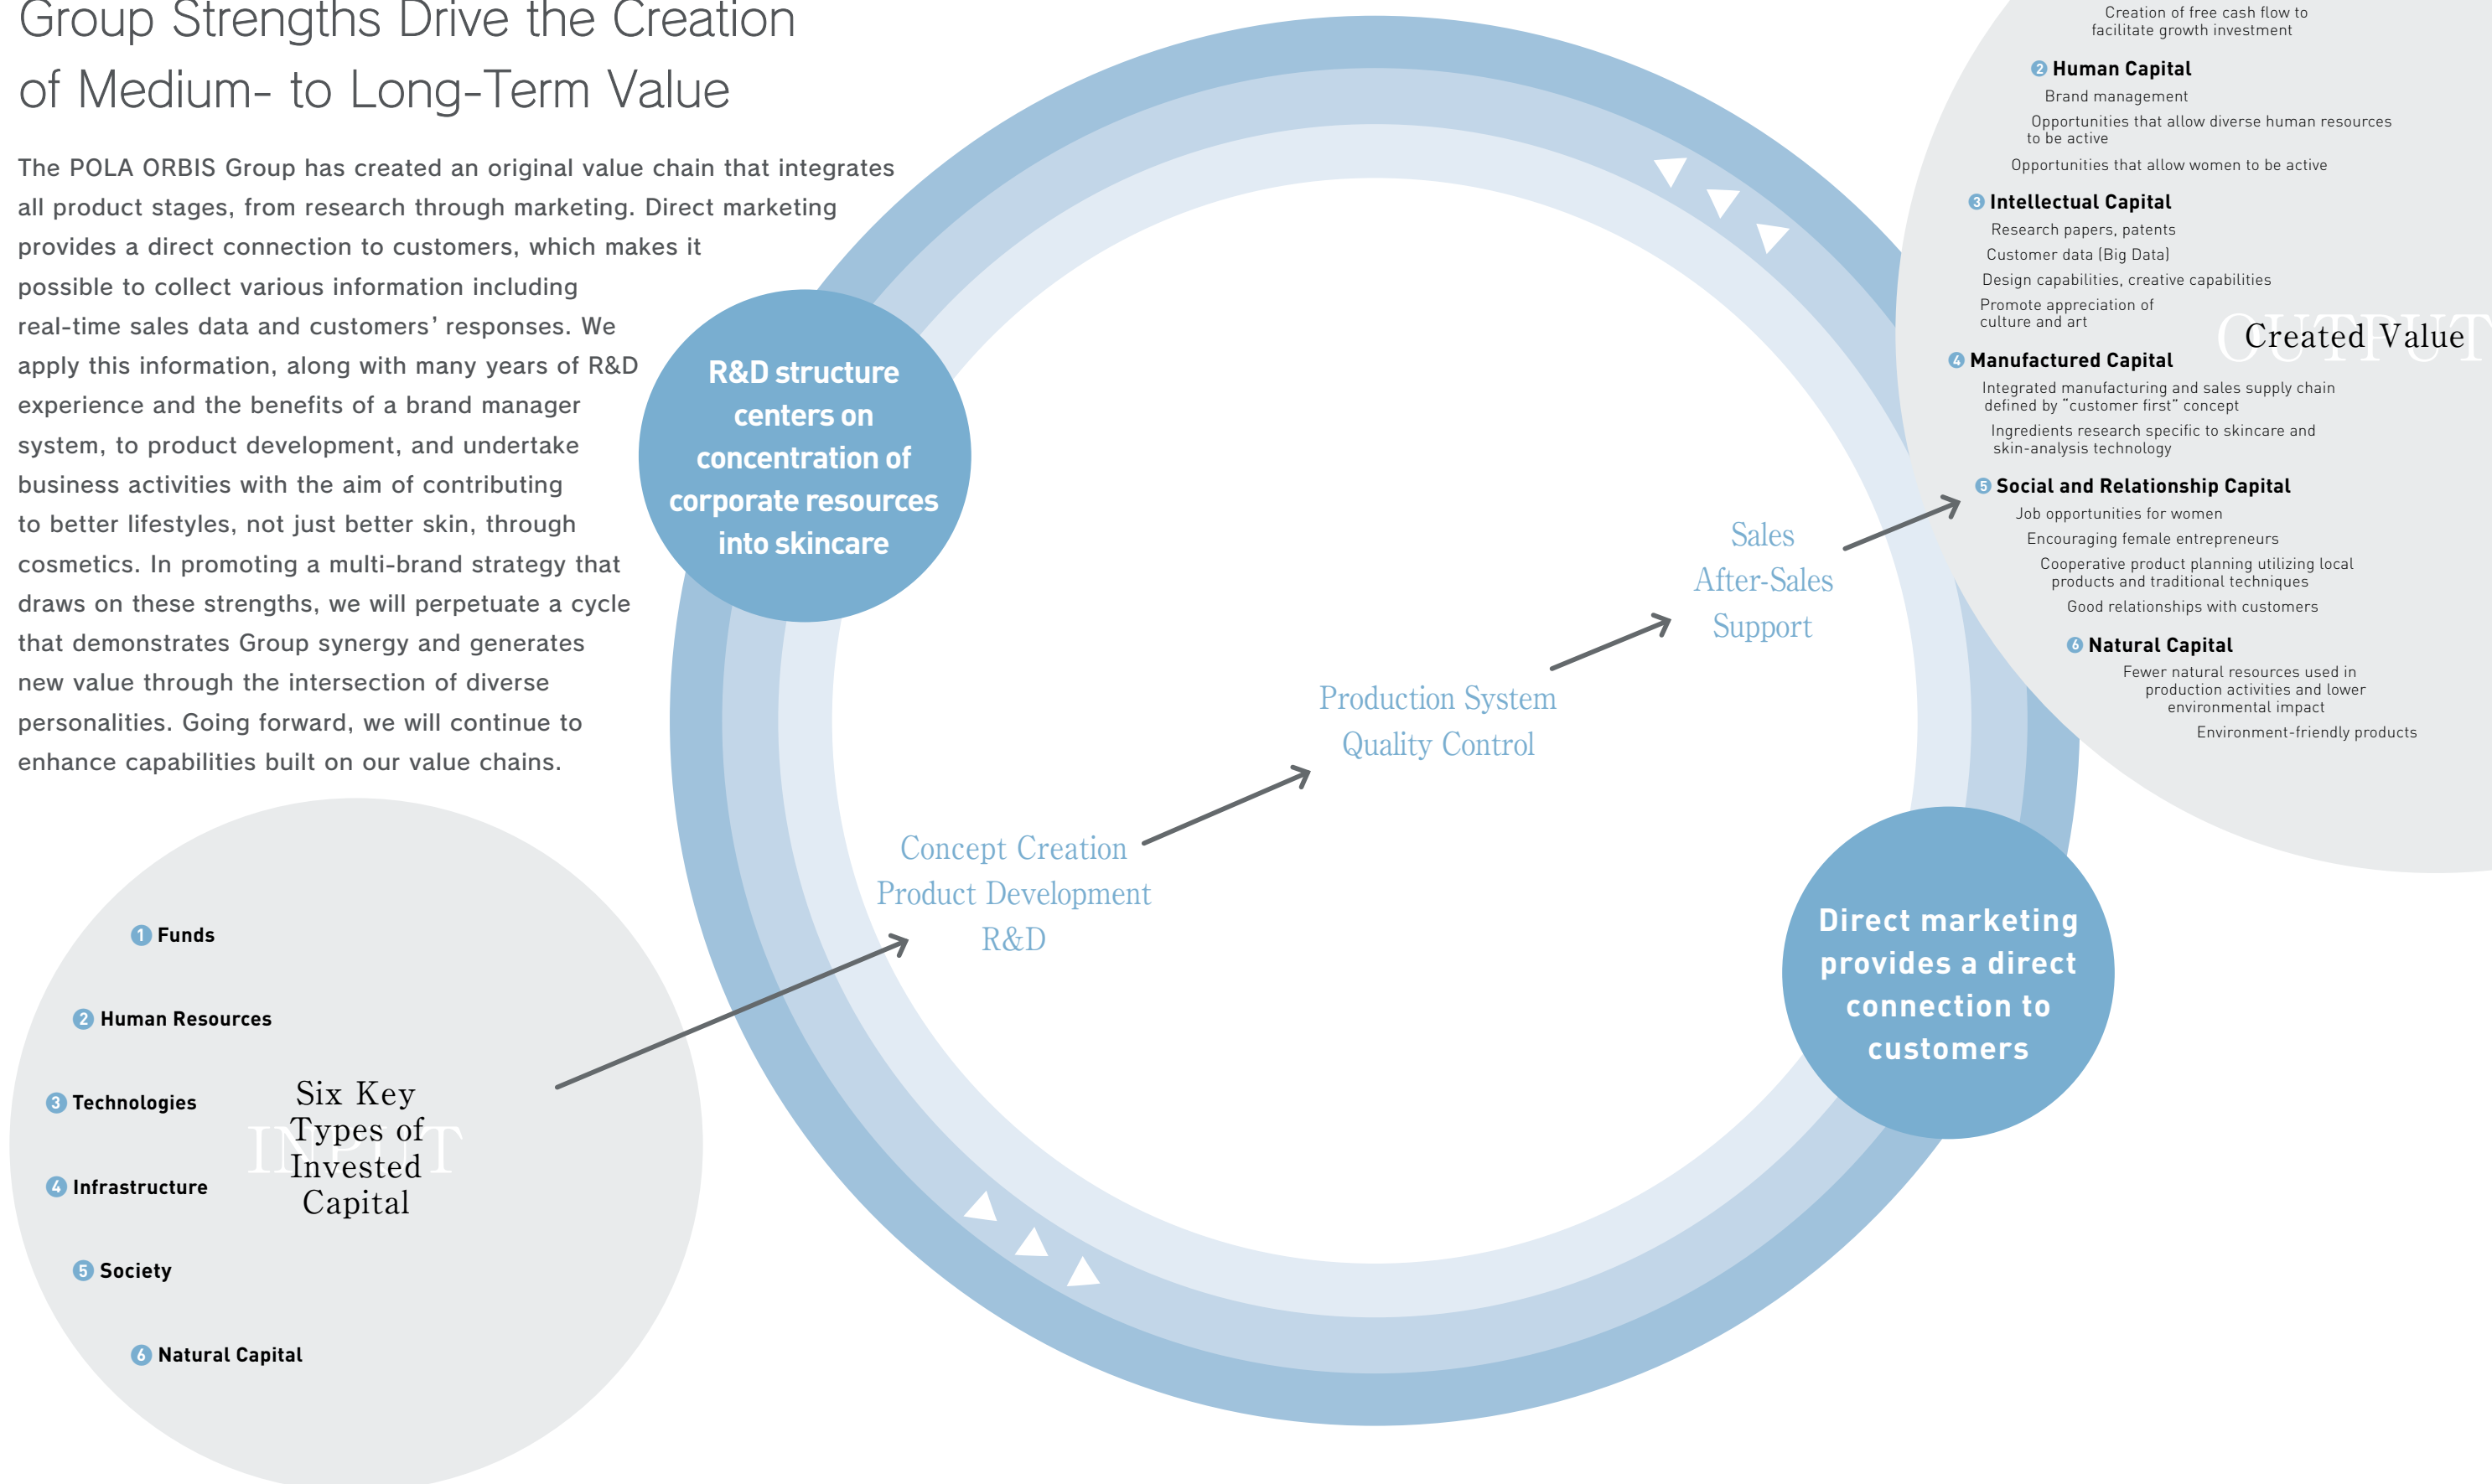 Group Strengths Drive the Creation
of Medium- to Long-Term Value
The POLA ORBIS Group has created an original value chain that integrates
all product stages, from research through marketing. Direct marketing
provides a direct connection to customers, which makes it
possible to collect various information including
real-time sales data and customers’ responses. We
apply this information, along with many years of R&D
experience and the benefits of a brand manager
system, to product development, and undertake
business activities with the aim of contributing
to better lifestyles, not just better skin, through
cosmetics. In promoting a multi-brand strategy that
draws on these strengths, we will perpetuate a cycle
that demonstrates Group synergy and generates
new value through the intersection of diverse
personalities. Going forward, we will continue to
enhance capabilities built on our value chains.
1 Funds
2 Human Resources
3 Technologies
4 Infrastructure
5 Society
6 Natural Capital
INPUT
Six Key
Types of
Invested
Capital
R&D structure
centers on
concentration of
corporate resources
into skincare
Concept Creation
Product Development
R&D
Production System
Quality Control
Sales
After-Sales
Support
Direct marketing
provides a direct
connection to
customers
Creation of free cash flow to
facilitate growth investment
2 Human Capital
Brand management
Opportunities that allow diverse human resources
to be active
Opportunities that allow women to be active
3 Intellectual Capital
Research papers, patents
Customer data (Big Data)
Design capabilities, creative capabilities
Promote appreciation of
culture and art
4 Manufactured Capital
Integrated manufacturing and sales supply chain
defined by “customer first” concept
Ingredients research specific to skincare and
skin-analysis technology
5 Social and Relationship Capital
Job opportunities for women
Encouraging female entrepreneurs
Cooperative product planning utilizing local
products and traditional techniques
Good relationships with customers
6 Natural Capital
Fewer natural resources used in
production activities and lower
environmental impact
Environment-friendly products
OUTPUT
Created Value